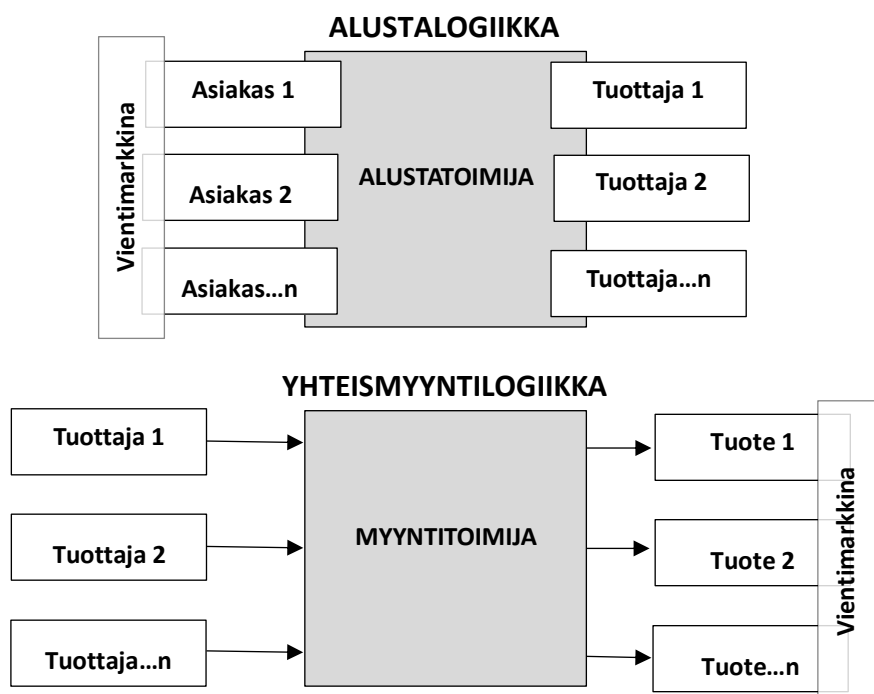 ALUSTALOGIIKKA
Vientimarkkina
Asiakas 1
Tuottaja 1
ALUSTATOIMIJA
Asiakas 2
Tuottaja 2
Asiakas...n
Tuottaja...n
YHTEISMYYNTILOGIIKKA
Tuottaja 1
Tuote 1
MYYNTITOIMIJA
Tuottaja 2
Tuote 2
Tuottaja...n
Tuote...n
Vientimarkkina